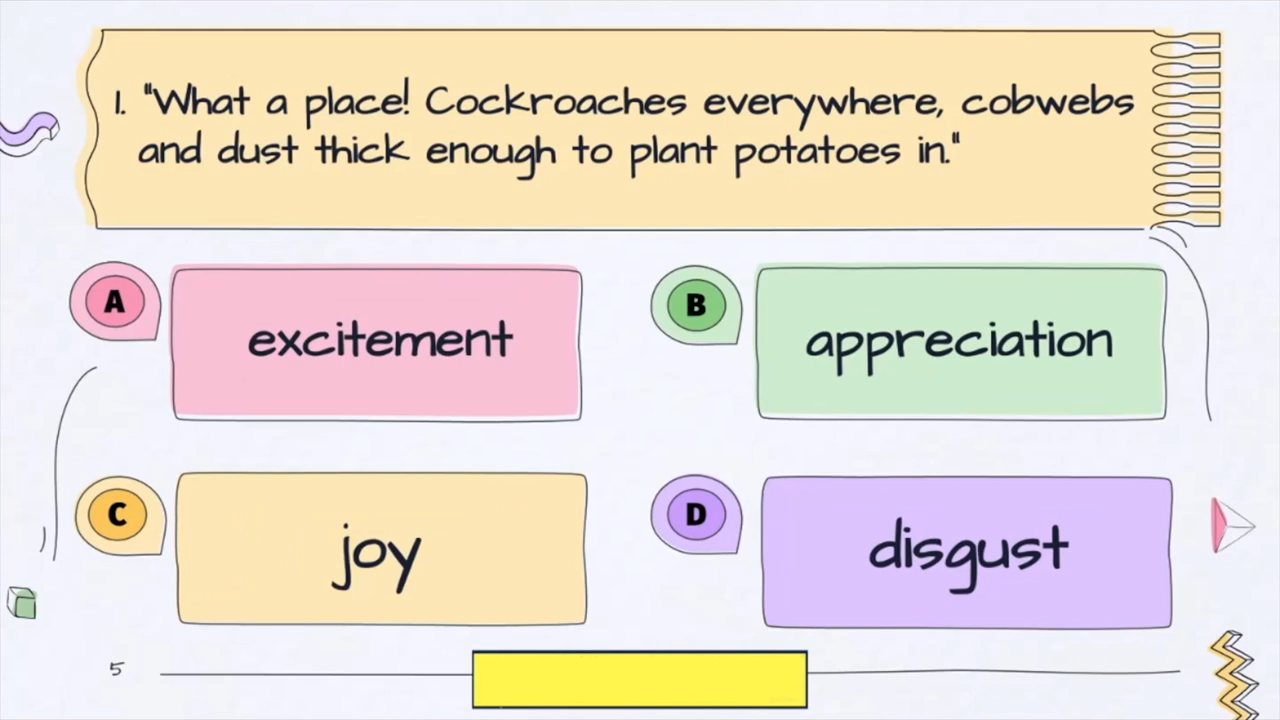 1. "What a place! Cockroaches everywhere, cobwebs
and dust thick enough to plant potatoes in."
A
excitement
B
appreciation
C
joy
D
disgust
5